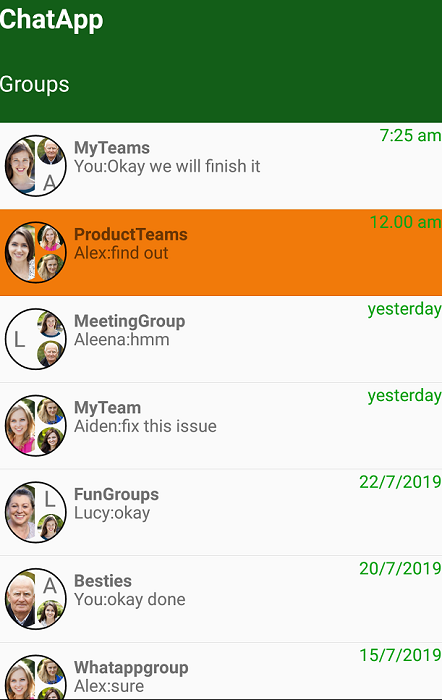 ChatApp
Groups
7:25 am
MyTeams
You:Okay we will finish it
A
12.00 am
ProductTeams
Alex:find out
yesterday
MeetingGroup
L
Aleena:hmm
yesterday
MyTeam
Aiden:fix this issue
22/7/2019
FunGroups
L
Lucy:okay
20/7/2019
Besties
A
You:okay done
15/7/2019
Whatappgroup
Alex:sure